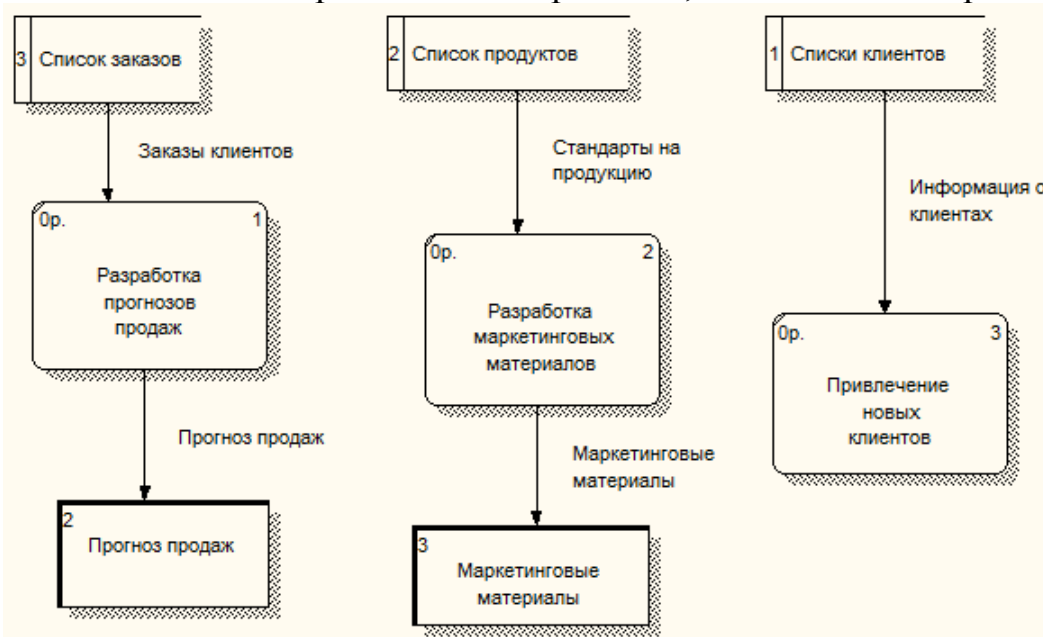 3 Список заказов
2 Список продуктов
1 Списки клиентов
Заказы клиентов
Стандарты на
продукцию
Информация о
клиентах
0р. 1
Разработка
прогнозов
продаж
0р. 2
Разработка
маркетинговых
материалов
0р. 3
Привлечение
новых
клиентов
Прогноз продаж
Маркетинговые
материалы
2
Прогноз продаж
3
Маркетинговые
материалы